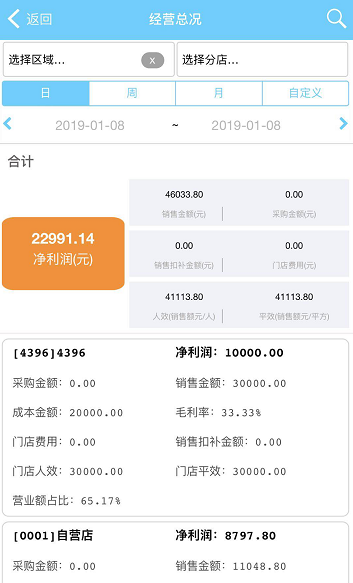 返回 经营总况
选择区域... x 选择分店...
日 周 月 自定义
2019-01-08 ~ 2019-01-08
合计
46033.80 0.00
销售金额(元) 采购金额(元)
22991.14
净利润(元)
0.00 0.00
销售扣补金额(元) 门店费用(元)
41113.80 41113.80
人效(销售额元/人) 平效(销售额元/平方)
[4396]4396 净利润: 10000.00
采购金额: 0.00 销售金额: 30000.00
成本金额: 20000.00 毛利率: 33.33%
门店费用: 0.00 销售扣补金额: 0.00
门店人效: 30000.00 门店平效: 30000.00
营业额占比: 65.17%
[0001]自营店 净利润: 8797.80
采购金额: 0.00 销售金额: 11048.80